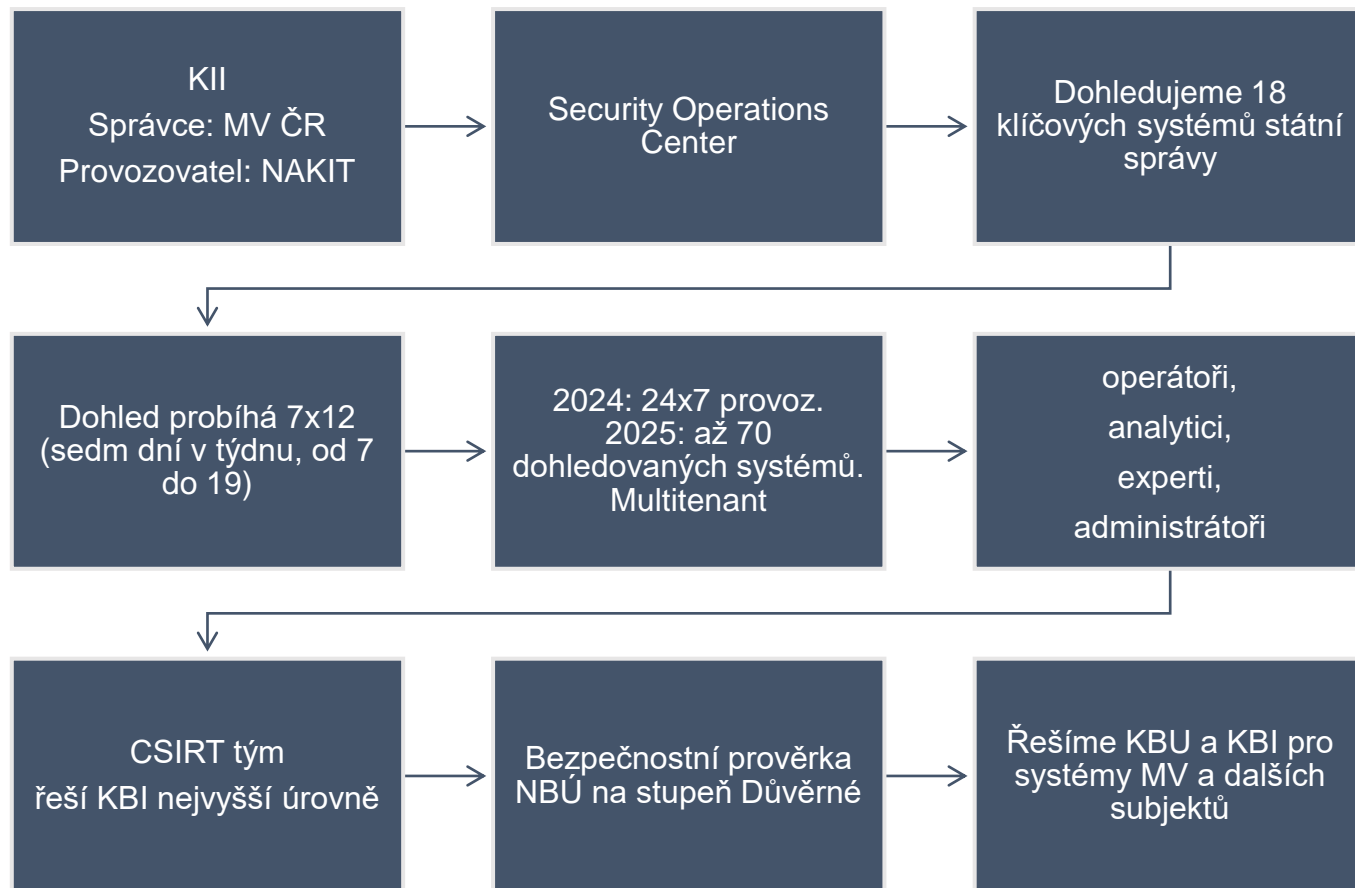 KII
Správce: MV ČR
Provozovatel: NAKIT
Security Operations
Center
Dohledujeme 18
klíčových systémů státní
správy
Dohled probíhá 7x12
(sedm dní v týdnu, od 7
do 19)
2024: 24x7 provoz.
2025: až 70
dohledovaných systémů.
Multitenant
operátoři,
analytici,
experti,
administrátoři
CSIRT tým
řeší KBI nejvyšší úrovně
Bezpečnostní prověrka
NBÚ na stupeň Důvěrné
Řešíme KBU a KBI pro
systémy MV a dalších
subjektů